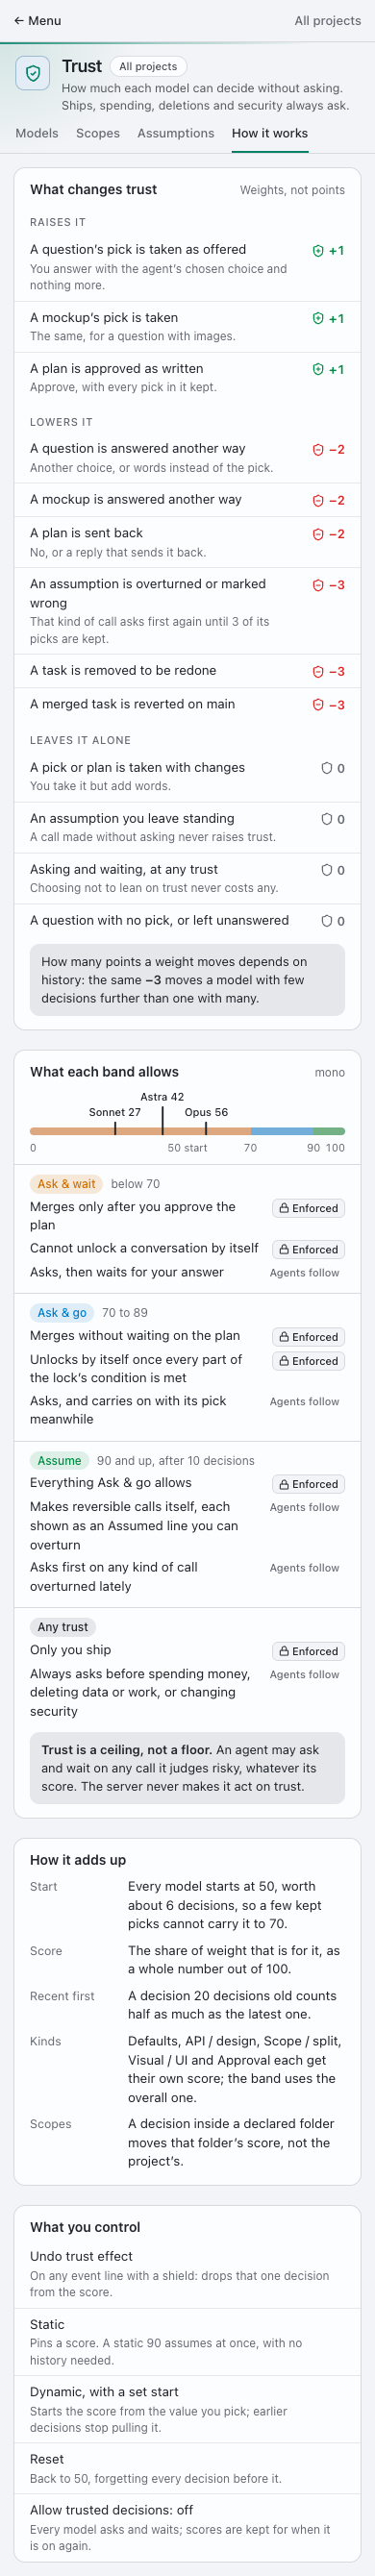 ← Menu
All projects
Trust
All projects
How much each model can decide without asking.
Ships, spending, deletions and security always ask.
Models Scopes Assumptions How it works
What changes trust
Weights, not points
RAISES IT
A question's pick is taken as offered
+1
You answer with the agent's chosen choice and
nothing more.
A mockup's pick is taken
+1
The same, for a question with images.
A plan is approved as written
+1
Approve, with every pick in it kept.
LOWERS IT
A question is answered another way
−2
Another choice, or words instead of the pick.
A mockup is answered another way
−2
A plan is sent back
−2
No, or a reply that sends it back.
An assumption is overturned or marked
wrong
−3
That kind of call asks first again until 3 of its
picks are kept.
A task is removed to be redone
−3
A merged task is reverted on main
−3
LEAVES IT ALONE
A pick or plan is taken with changes
0
You take it but add words.
An assumption you leave standing
0
A call made without asking never raises trust.
Asking and waiting, at any trust
0
Choosing not to lean on trust never costs any.
A question with no pick, or left unanswered
0
How many points a weight moves depends on
history: the same −3 moves a model with few
decisions further than one with many.
What each band allows
mono
Astra 42
Sonnet 27
Opus 56
0 50 start 70 90 100
Ask & wait below 70
Merges only after you approve the
plan
Enforced
Cannot unlock a conversation by itself
Enforced
Asks, then waits for your answer
Agents follow
Ask & go 70 to 89
Merges without waiting on the plan
Enforced
Unlocks by itself once every part of
the lock's condition is met
Enforced
Asks, and carries on with its pick
meanwhile
Agents follow
Assume 90 and up, after 10 decisions
Everything Ask & go allows
Enforced
Makes reversible calls itself, each
shown as an Assumed line you can
overturn
Agents follow
Asks first on any kind of call
overturned lately
Agents follow
Any trust
Only you ship
Enforced
Always asks before spending money,
deleting data or work, or changing
security
Agents follow
Trust is a ceiling, not a floor. An agent may ask
and wait on any call it judges risky, whatever its
score. The server never makes it act on trust.
How it adds up
Start
Every model starts at 50, worth
about 6 decisions, so a few kept
picks cannot carry it to 70.
Score
The share of weight that is for it, as
a whole number out of 100.
Recent first
A decision 20 decisions old counts
half as much as the latest one.
Kinds
Defaults, API / design, Scope / split,
Visual / UI and Approval each get
their own score; the band uses the
overall one.
Scopes
A decision inside a declared folder
moves that folder's score, not the
project's.
What you control
Undo trust effect
On any event line with a shield: drops that one decision
from the score.
Static
Pins a score. A static 90 assumes at once, with no
history needed.
Dynamic, with a set start
Starts the score from the value you pick; earlier
decisions stop pulling it.
Reset
Back to 50, forgetting every decision before it.
Allow trusted decisions: off
Every model asks and waits; scores are kept for when it
is on again.